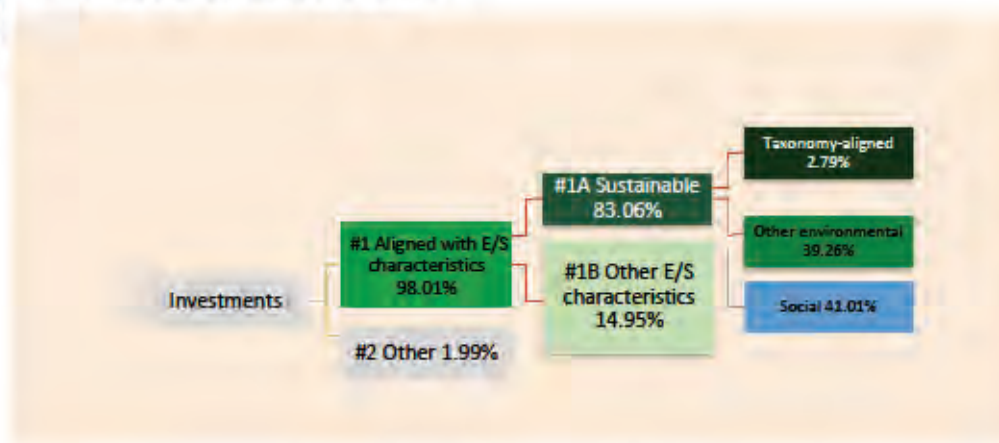 Investments
#1 Aligned with E/S
characteristics
98.01%
#2 Other 1.99%
#1A Sustainable
83.06%
#1B Other E/S
characteristics
14.95%
Taxonomy-aligned
2.79%
Other environmental
39.26%
Social 41.01%